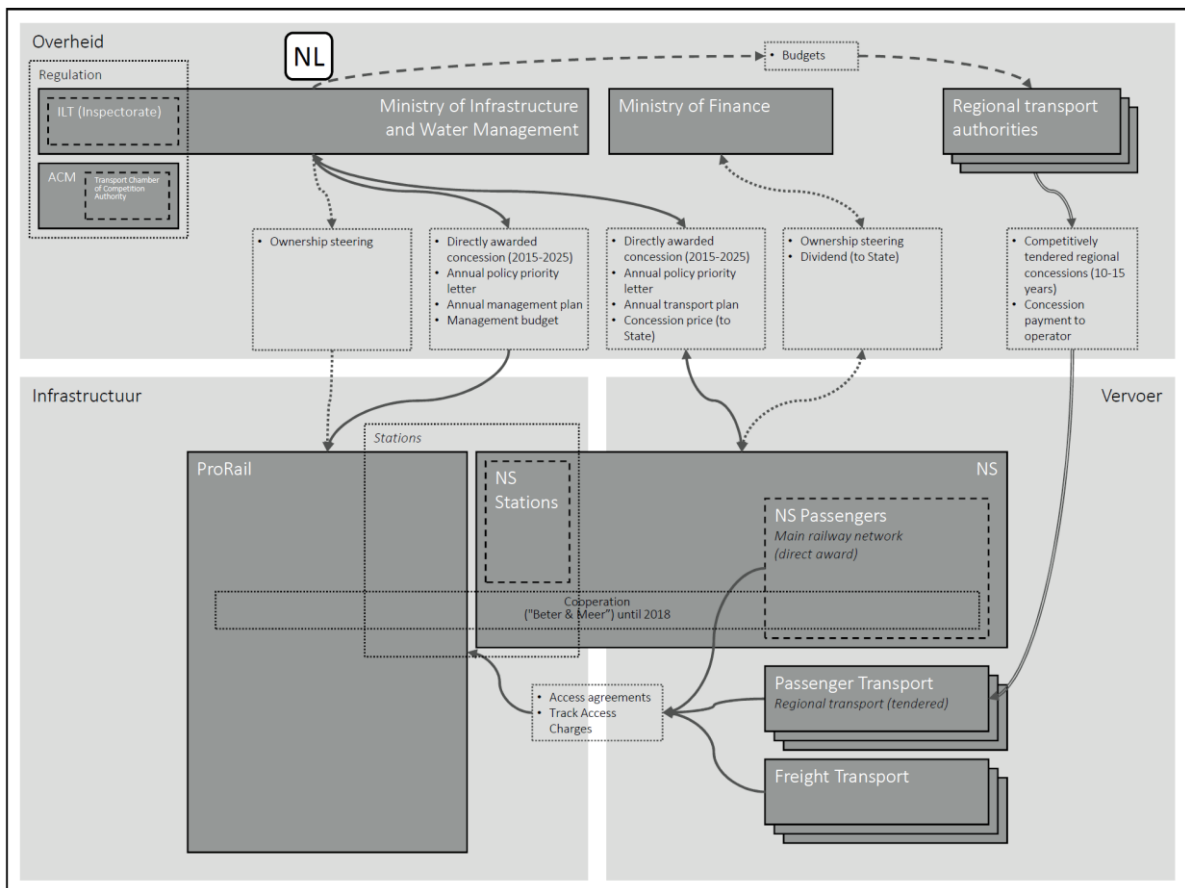 Overheid
NL
• Budgets
Regulation
ILT (Inspectorate)
Ministry of Infrastructure
and Water Management
Ministry of Finance
Regional transport
authorities
ACM
Transport Chamber
of Competition
Authority
• Ownership steering
• Directly awarded
concession (2015-2025)
• Annual policy priority
letter
• Annual management plan
• Management budget
• Directly awarded
concession (2015-2025)
• Annual policy priority
letter
• Annual transport plan
• Concession price (to
State)
• Ownership steering
• Dividend (to State)
• Competitively
tendered regional
concessions (10-15
years)
• Concession
payment to
operator
Infrastructuur
Vervoer
Stations
ProRail
NS
Stations
NS
NS Passengers
Main railway network
(direct award)
Cooperation
("Beter & Meer") until 2018
• Access agreements
• Track Access
Charges
Passenger Transport
Regional transport (tendered)
Freight Transport